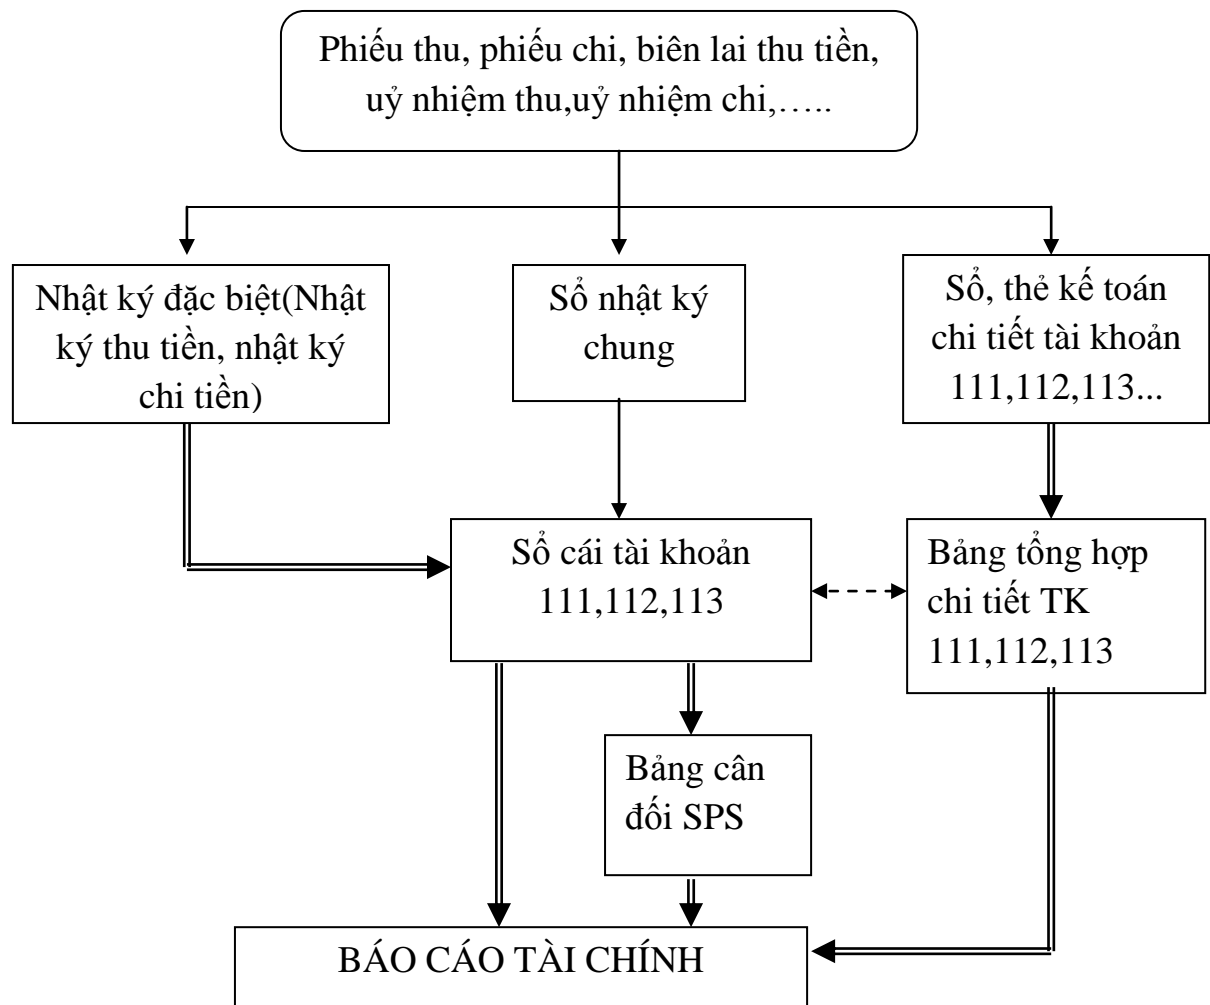 Phiếu thu, phiếu chi, biên lai thu tiền,
uỷ nhiệm thu,uỷ nhiệm chi,…..
Nhật ký đặc biệt(Nhật
ký thu tiền, nhật ký
chi tiền)
Sổ nhật ký
chung
Sổ, thẻ kế toán
chi tiết tài khoản
111,112,113...
Sổ cái tài khoản
111,112,113
Bảng tổng hợp
chi tiết TK
111,112,113
Bảng cân
đối SPS
BÁO CÁO TÀI CHÍNH